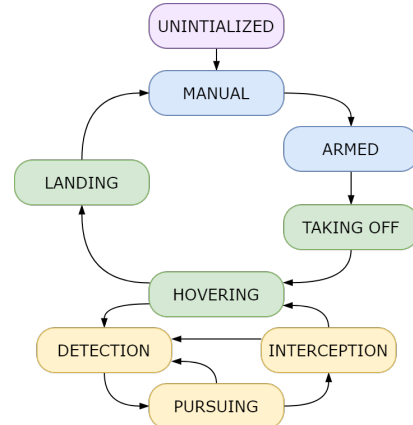 UNINTIALIZED
MANUAL
ARMED
LANDING
TAKING OFF
HOVERING
DETECTION
INTERCEPTION
PURSUING